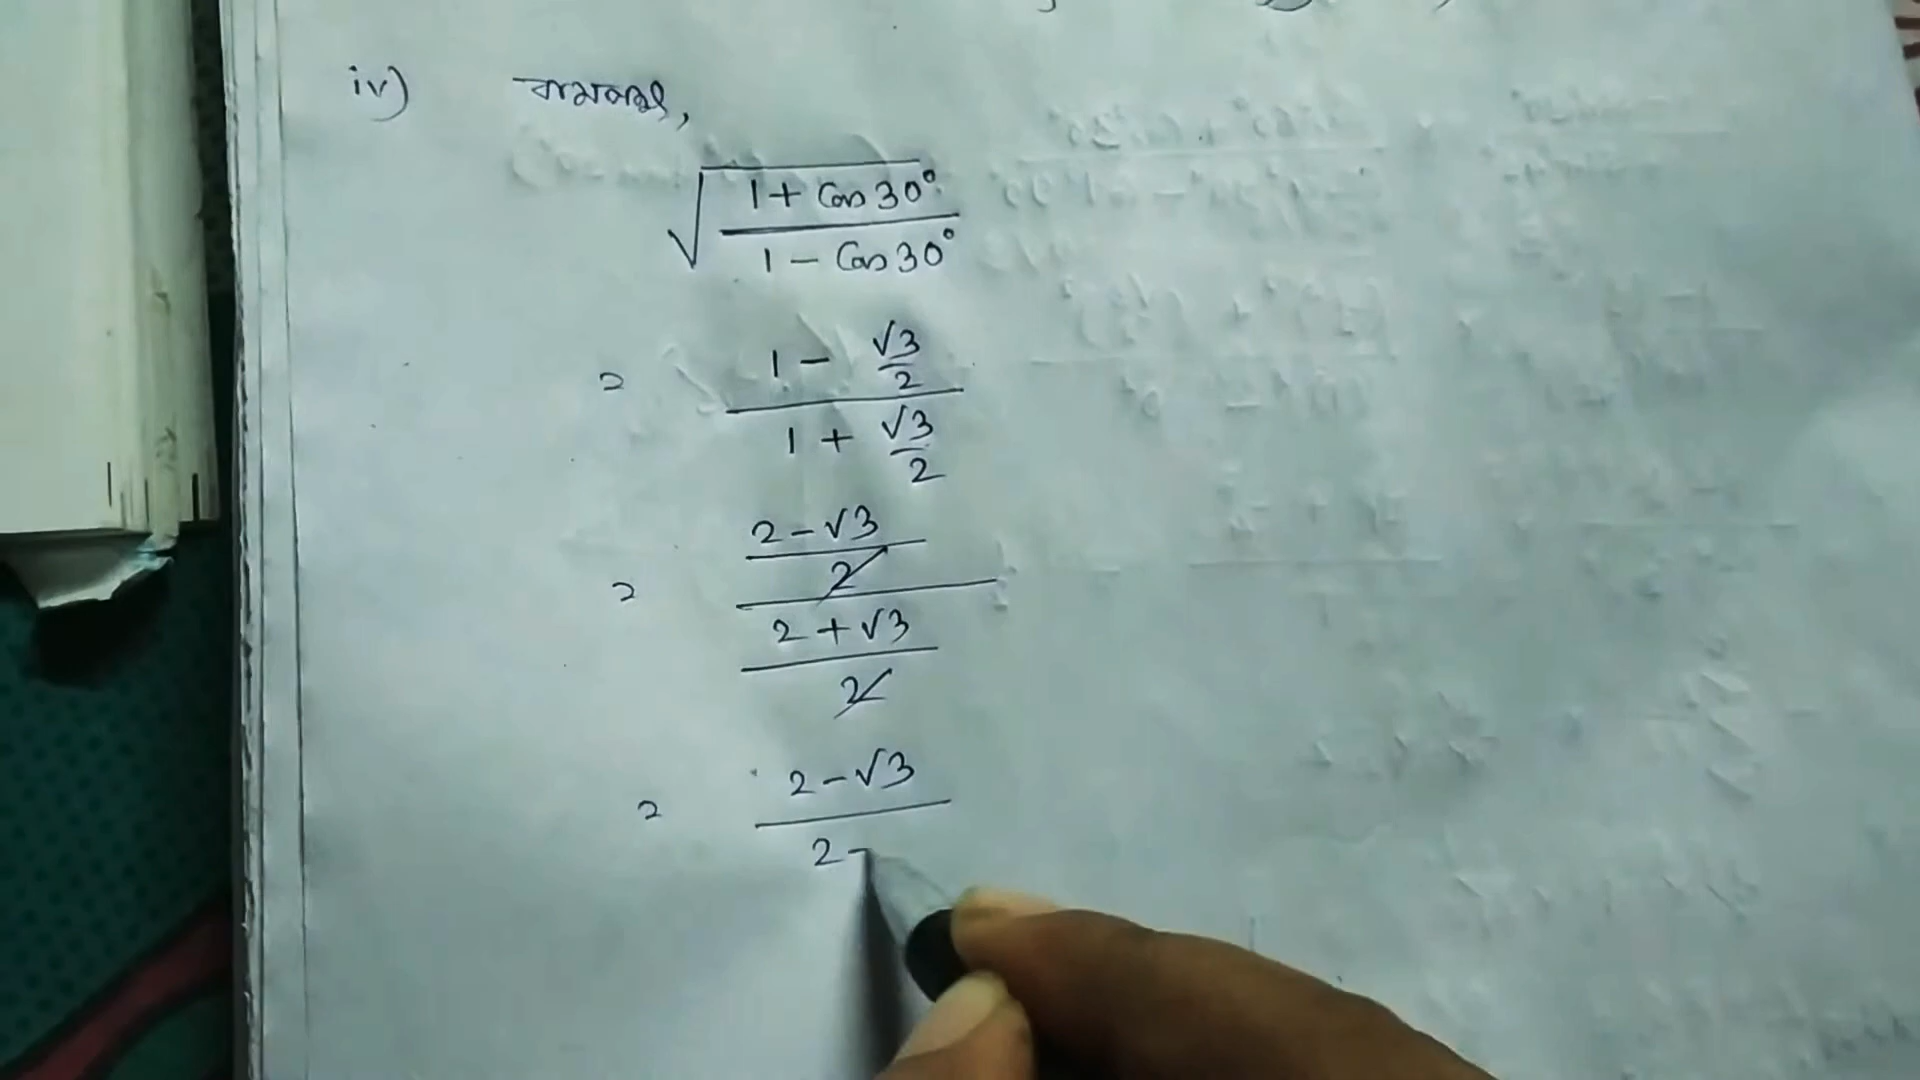 iv) বামপক্ষ,
√((1 + Cos 30°)/(1 - Cos 30°))
= (1 - √3/2)/(1 + √3/2)
= ((2 - √3)/2)/((2 + √3)/2)
= (2 - √3)/(2 -